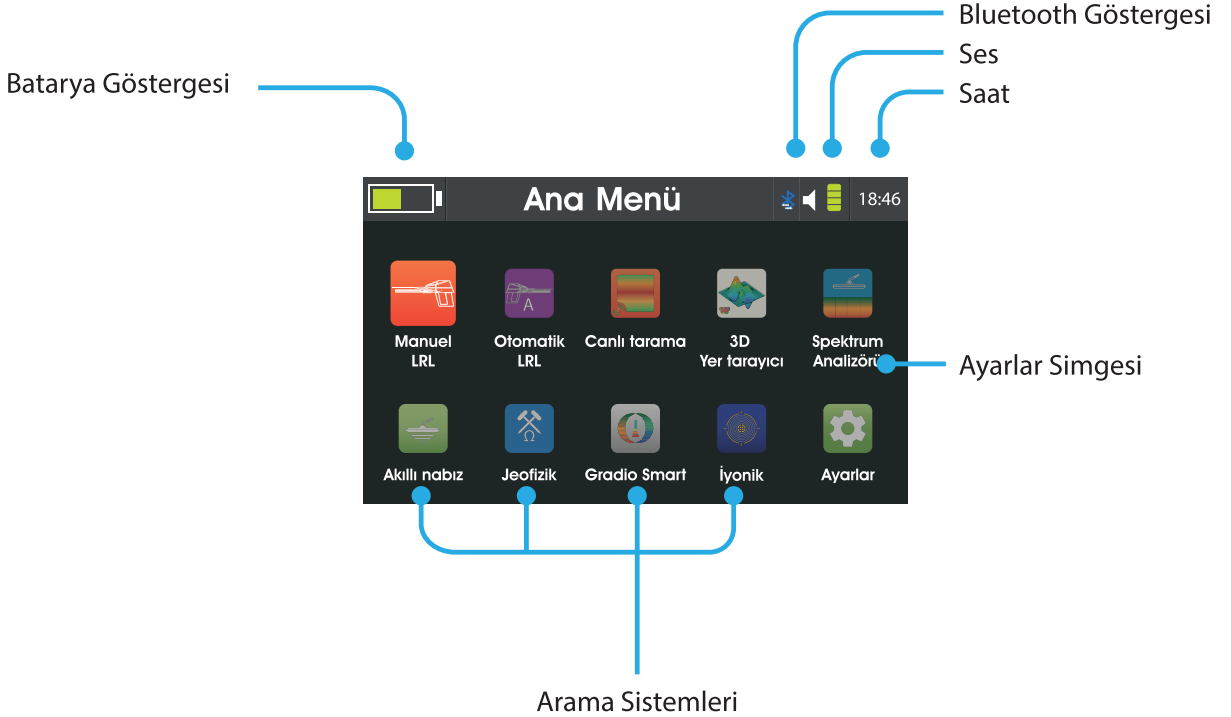 Bluetooth Göstergesi
Ses
Batarya Göstergesi
Saat
Ana Menü
18:46
A
Manuel
LRL
Otomatik
LRL
Canlı tarama
3D
Yer tarayıcı
Spektrum
Analizörü
Ayarlar Simgesi
Ω
Akıllı nabız
Jeofizik
Gradio Smart
İyonik
Ayarlar
Arama Sistemleri